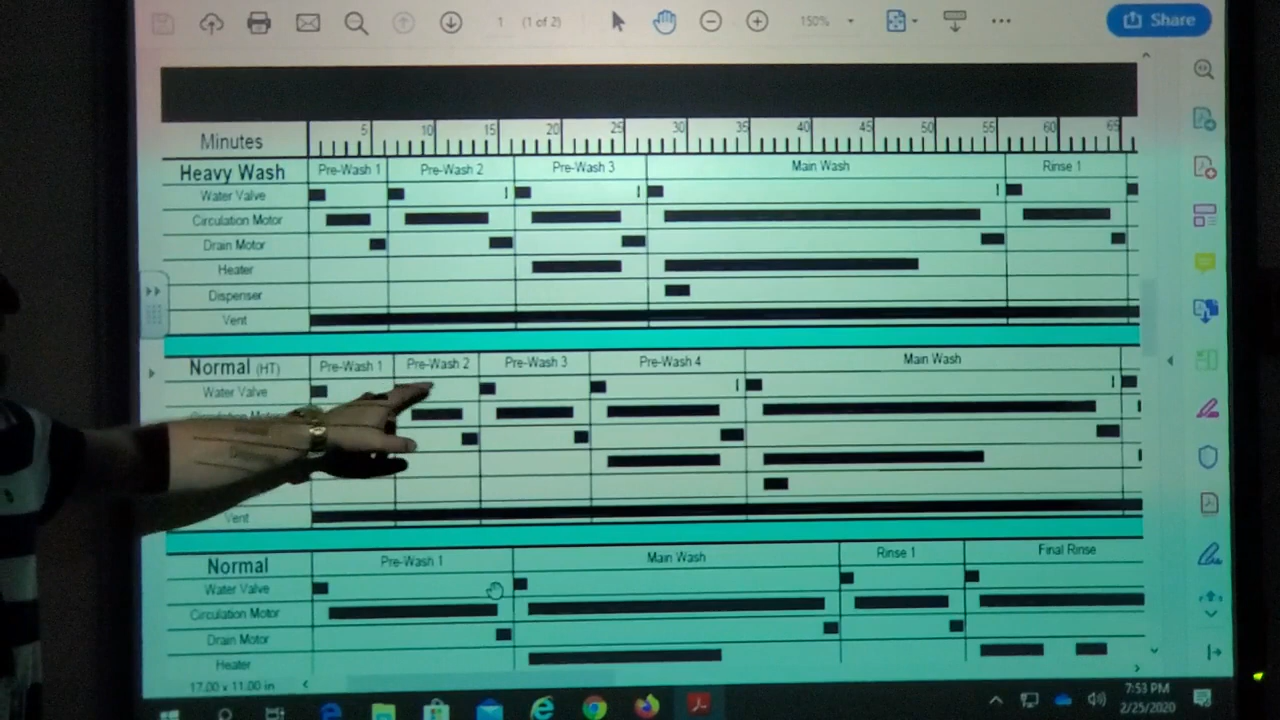 1 (1 of 2) 150% Share
Minutes 5 10 15 20 25 30 35 40 45 50 55 60 65
Heavy Wash Pre-Wash 1 Pre-Wash 2 Pre-Wash 3 Main Wash Rinse 1
Water Valve
Circulation Motor
Drain Motor
Heater
Dispenser
Vent
Normal (HT) Pre-Wash 1 Pre-Wash 2 Pre-Wash 3 Pre-Wash 4 Main Wash
Water Valve
Circulation
Vent
Normal Pre-Wash 1 Main Wash Rinse 1 Final Rinse
Water Valve
Circulation Motor
Drain Motor
Heater
17.00 x 11.00 in
7:53 PM
2/25/2020